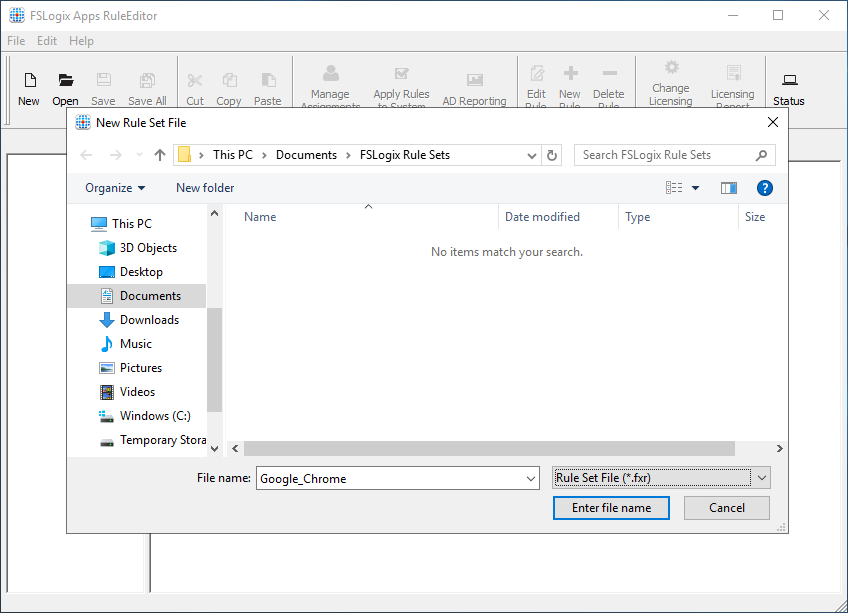 FSLogix Apps RuleEditor
File Edit Help
New Open Save Save All Cut Copy Paste Manage Assignments Apply Rules to System AD Reporting Edit Rule New Rule Delete Rule Change Licensing Licensing Report Status
New Rule Set File
This PC > Documents > FSLogix Rule Sets
Search FSLogix Rule Sets
Organize New folder
?
Name Date modified Type Size
No items match your search.
This PC
3D Objects
Desktop
Documents
Downloads
Music
Pictures
Videos
Windows (C:)
Temporary Stora
File name: Google_Chrome Rule Set File (*.fxr)
Enter file name Cancel